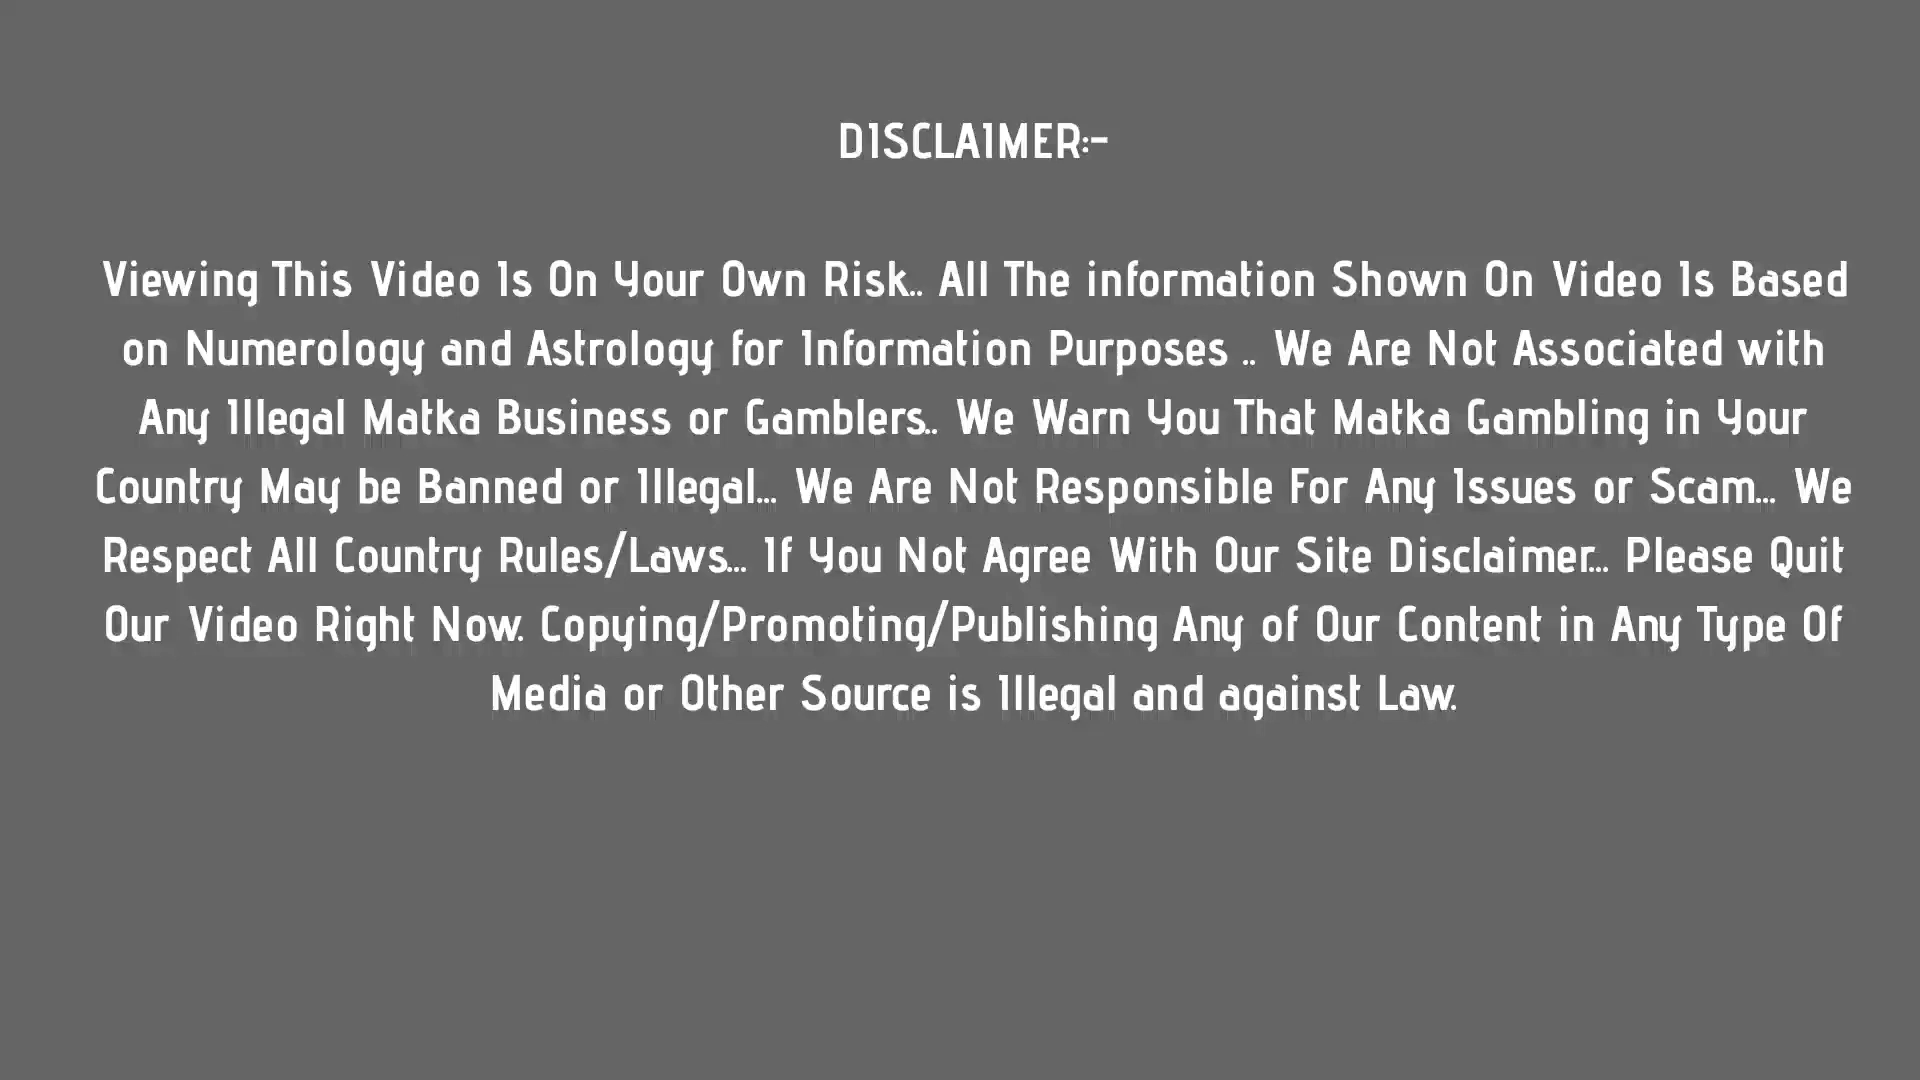 DISCLAIMER:-
Viewing This Video Is On Your Own Risk.. All The information Shown On Video Is Based
on Numerology and Astrology for Information Purposes .. We Are Not Associated with
Any Illegal Matka Business or Gamblers.. We Warn You That Matka Gambling in Your
Country May be Banned or Illegal... We Are Not Responsible For Any Issues or Scam... We
Respect All Country Rules/Laws... If You Not Agree With Our Site Disclaimer... Please Quit
Our Video Right Now. Copying/Promoting/Publishing Any of Our Content in Any Type Of
Media or Other Source is Illegal and against Law.